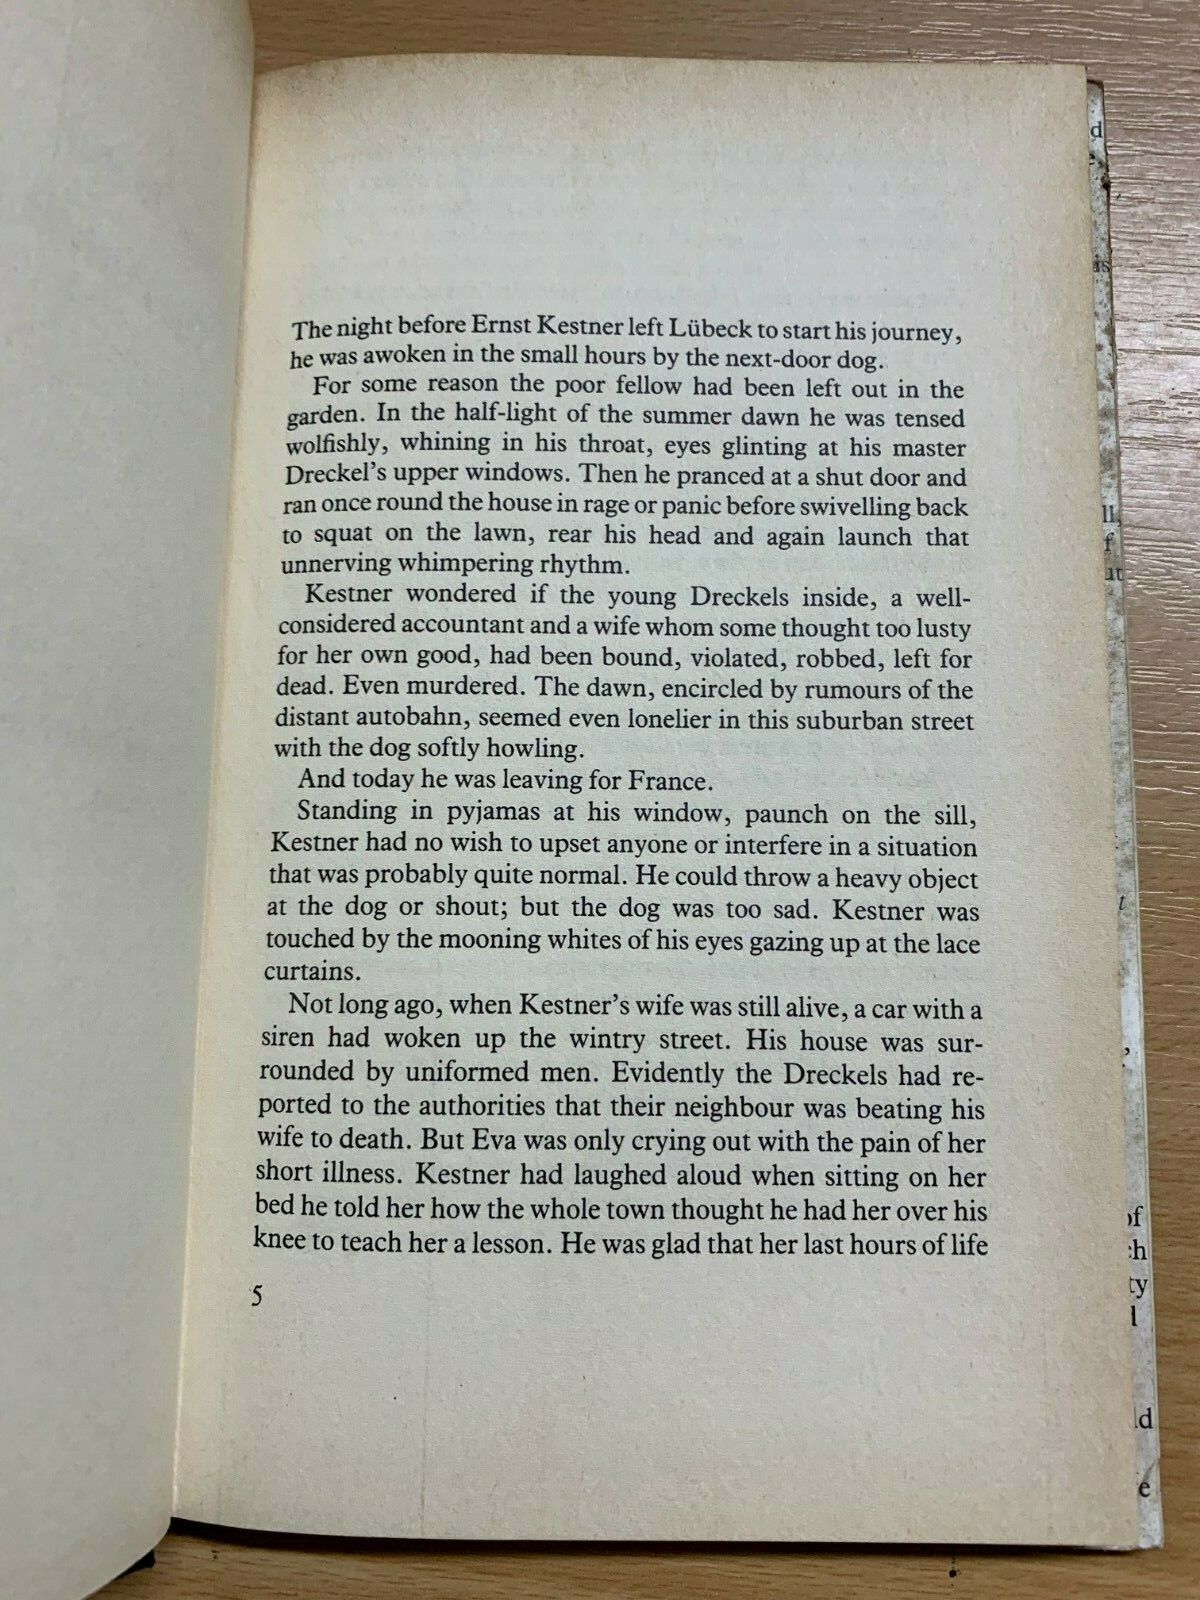 The night before Ernst Kestner left Lübeck to start his journey,
he was awoken in the small hours by the next-door dog.
For some reason the poor fellow had been left out in the
garden. In the half-light of the summer dawn he was tensed
wolfishly, whining in his throat, eyes glinting at his master
Dreckel's upper windows. Then he pranced at a shut door and
ran once round the house in rage or panic before swivelling back
to squat on the lawn, rear his head and again launch that
unnerving whimpering rhythm.
Kestner wondered if the young Dreckels inside, a well-
considered accountant and a wife whom some thought too lusty
for her own good, had been bound, violated, robbed, left for
dead. Even murdered. The dawn, encircled by rumours of the
distant autobahn, seemed even lonelier in this suburban street
with the dog softly howling.
And today he was leaving for France.
Standing in pyjamas at his window, paunch on the sill,
Kestner had no wish to upset anyone or interfere in a situation
that was probably quite normal. He could throw a heavy object
at the dog or shout; but the dog was too sad. Kestner was
touched by the mooning whites of his eyes gazing up at the lace
curtains.
Not long ago, when Kestner's wife was still alive, a car with a
siren had woken up the wintry street. His house was sur-
rounded by uniformed men. Evidently the Dreckels had re-
ported to the authorities that their neighbour was beating his
wife to death. But Eva was only crying out with the pain of her
short illness. Kestner had laughed aloud when sitting on her
bed he told her how the whole town thought he had her over his
knee to teach her a lesson. He was glad that her last hours of life
5